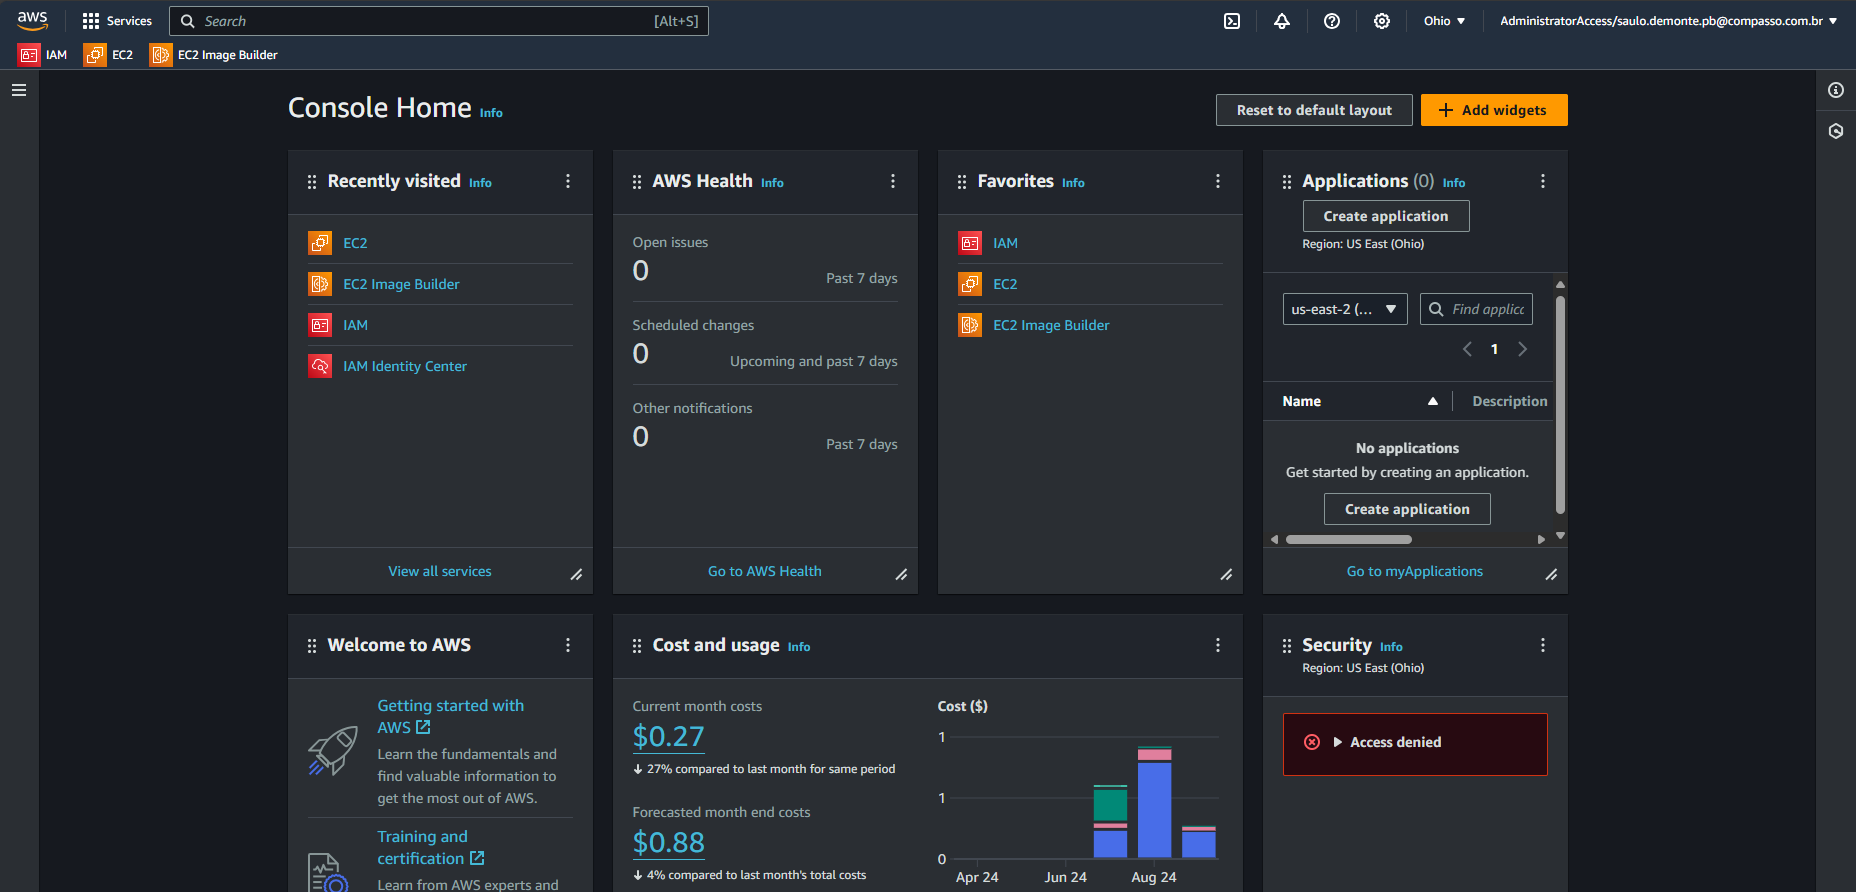 aws
Services
Search
[Alt+S]
Ohio
AdministratorAccess/saulo.demonte.pb@compasso.com.br
IAM
EC2
EC2 Image Builder
Console Home Info
Reset to default layout
Add widgets
Recently visited Info
EC2
EC2 Image Builder
IAM
IAM Identity Center
View all services
AWS Health Info
Open issues
0
Past 7 days
Scheduled changes
0
Upcoming and past 7 days
Other notifications
0
Past 7 days
Go to AWS Health
Favorites Info
IAM
EC2
EC2 Image Builder
Applications (0) Info
Create application
Region: US East (Ohio)
us-east-2 (...
Find applic
1
Name
Description
No applications
Get started by creating an application.
Create application
Go to myApplications
Welcome to AWS
Getting started with
AWS
Learn the fundamentals and
find valuable information to
get the most out of AWS.
Training and
certification
Learn from AWS experts and
Cost and usage Info
Current month costs
$0.27
27% compared to last month for same period
Forecasted month end costs
$0.88
4% compared to last month's total costs
Cost ($)
1
1
0
Apr 24
Jun 24
Aug 24
Security Info
Region: US East (Ohio)
Access denied